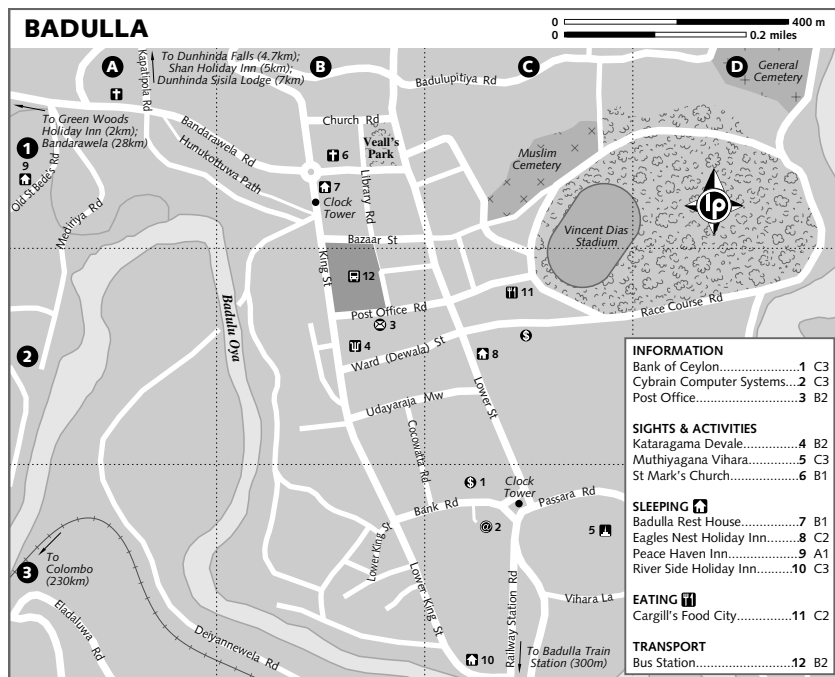 BADULLA
0 400 m
0 0.2 miles
A
B
C
D
1
2
3
To Dunhinda Falls (4.7km);
Shan Holiday Inn (5km);
Dunhinda Sisila Lodge (7km)
Kapatipola Rd
Badulupitiya Rd
General
Cemetery
To Green Woods
Holiday Inn (2km);
Bandarawela (28km)
Bandarawela Rd
Hunukottuwa Path
Church Rd
Veall's
Park
6
Muslim
Cemetery
9
Old St Bede's Rd
Mediriya Rd
7
Clock
Tower
Library Rd
lp
Vincent Dias
Stadium
Bazaar St
King St
12
Badulu Oya
11
Post Office Rd
3
Race Course Rd
$
4
Ward (Dewala) St
8
Lower St
Udayaraja Mw
Cocowatta Rd
$ 1
Clock
Tower
Bank Rd
Passara Rd
@ 2
5
Lower King St
Lower King St
To
Colombo
(230km)
Railway Station Rd
Vihara La
Eladaluwa Rd
Deiyannewela Rd
10
To Badulla Train
Station (300m)
INFORMATION
Bank of Ceylon....................1 C3
Cybrain Computer Systems...2 C3
Post Office..........................3 B2
SIGHTS & ACTIVITIES
Kataragama Devale...............4 B2
Muthiyagana Vihara.............5 C3
St Mark's Church.................6 B1
SLEEPING
Badulla Rest House...............7 B1
Eagles Nest Holiday Inn........8 C2
Peace Haven Inn..................9 A1
River Side Holiday Inn.........10 C3
EATING
Cargill's Food City..............11 C2
TRANSPORT
Bus Station........................12 B2